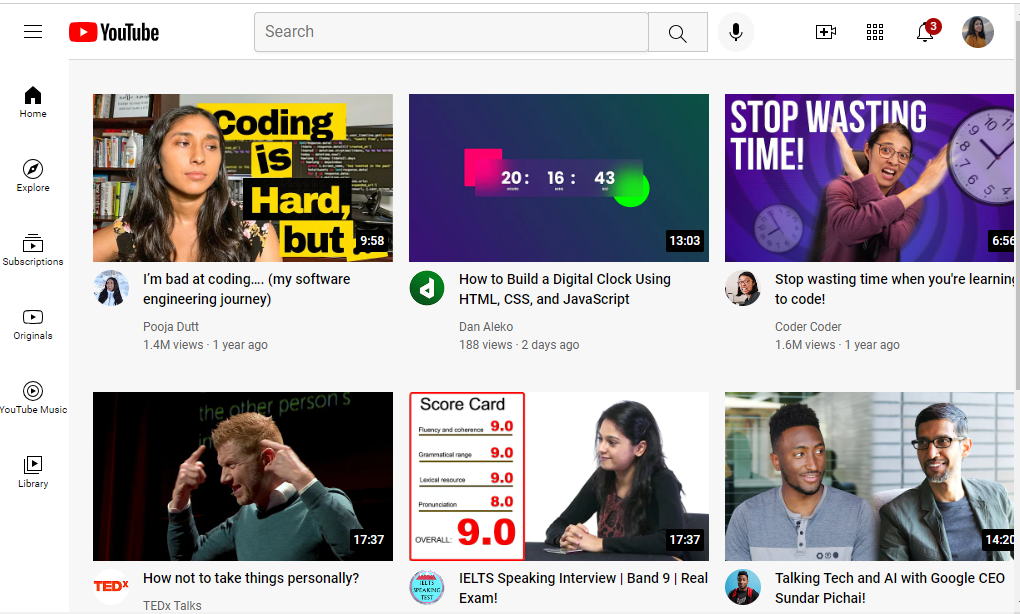 YouTube
Search
3
Home
Explore
Subscriptions
Originals
YouTube Music
Library
Coding
is
Hard,
but
9:58
I'm bad at coding.... (my software
engineering journey)
Pooja Dutt
1.4M views · 1 year ago
20 : 16 : 43
13:03
How to Build a Digital Clock Using
HTML, CSS, and JavaScript
Dan Aleko
188 views · 2 days ago
STOP WASTING
TIME!
6:56
Stop wasting time when you're learning
to code!
Coder Coder
1.6M views · 1 year ago
the other person's
17:37
TEDx
How not to take things personally?
TEDx Talks
Score Card
Fluency and coherence 9.0
Grammatical range 9.0
Lexical resource 9.0
Pronunciation 8.0
OVERALL: 9.0
17:37
IELTS
SPEAKING
TEST
IELTS Speaking Interview | Band 9 | Real
Exam!
14:20
Talking Tech and AI with Google CEO
Sundar Pichai!